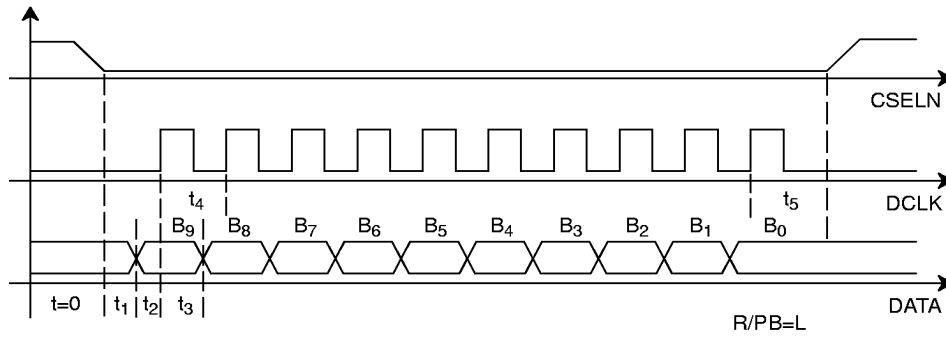 CSELN
t4 t5 DCLK
B9 B8 B7 B6 B5 B4 B3 B2 B1 B0
t=0 t1 t2 t3 DATA
R/PB=L